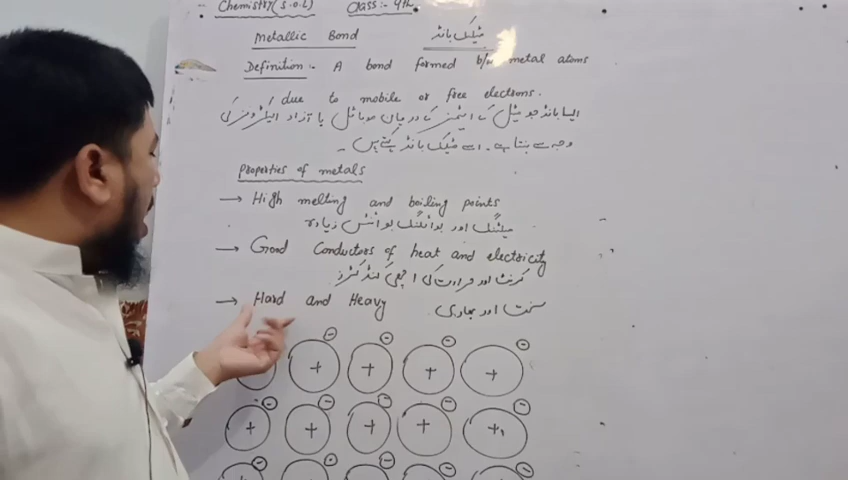 Chemistry (S.O.L) Class:- 9th.
Metallic Bond میٹلک بانڈ
Definition:- A bond formed b/w metal atoms
due to mobile or free electrons.
ایسا بانڈ جو میٹل کے ایٹمز کے درمیان موبائل یا آزاد الیکٹرونز کی
وجہ سے بنتا ہے۔ اسے میٹلک بانڈ کہتے ہیں۔
Properties of metals
→ High melting and boiling points
میلٹنگ اور بوائلنگ پوائنٹس زیادہ
→ Good Conductors of heat and electricity
کرنٹ اور حرارت کی اچھی کنڈکٹرز
→ Hard and Heavy سخت اور بھاری
- - - - -
+ + + +
- - - - -
+ + + + +
- - - -